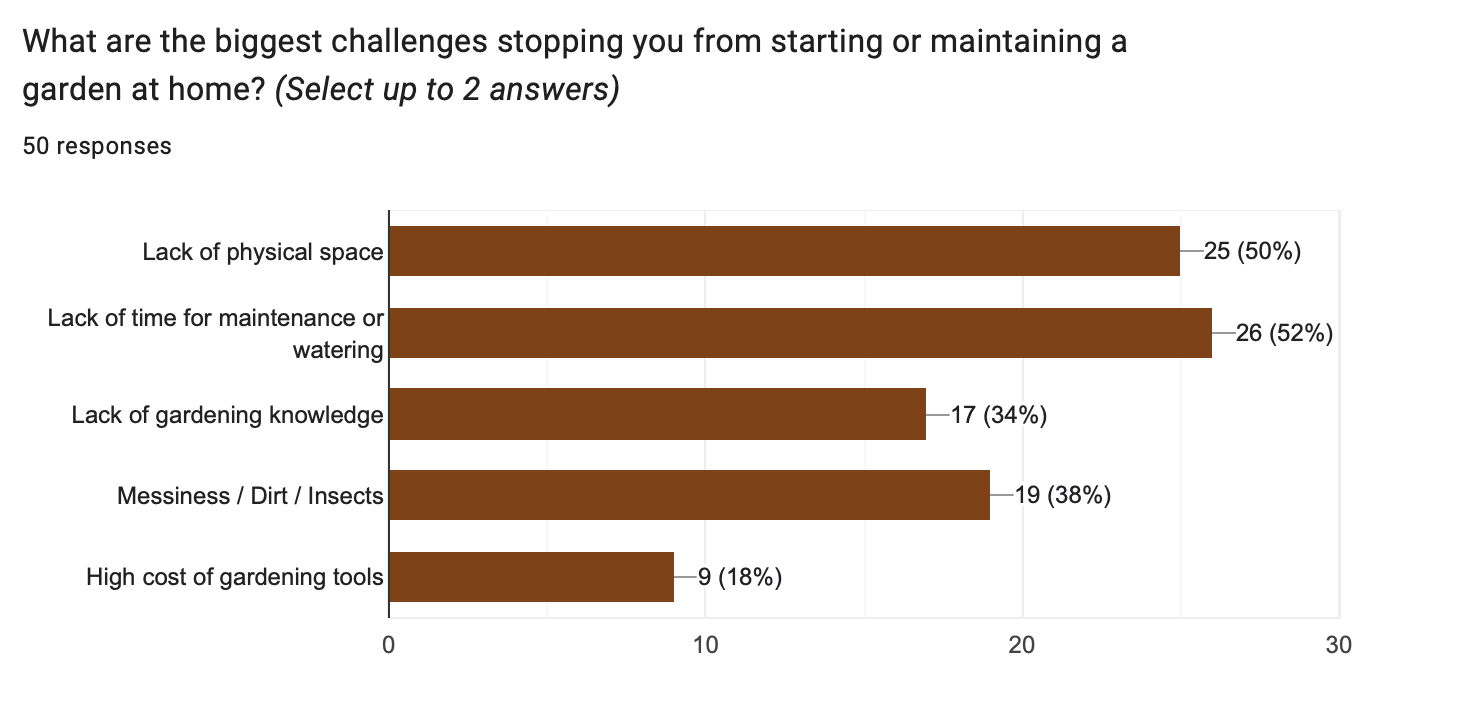 What are the biggest challenges stopping you from starting or maintaining a
garden at home? (Select up to 2 answers)
50 responses
Lack of physical space
25 (50%)
Lack of time for maintenance or
watering
26 (52%)
Lack of gardening knowledge
17 (34%)
Messiness / Dirt / Insects
19 (38%)
High cost of gardening tools
9 (18%)
0
10
20
30